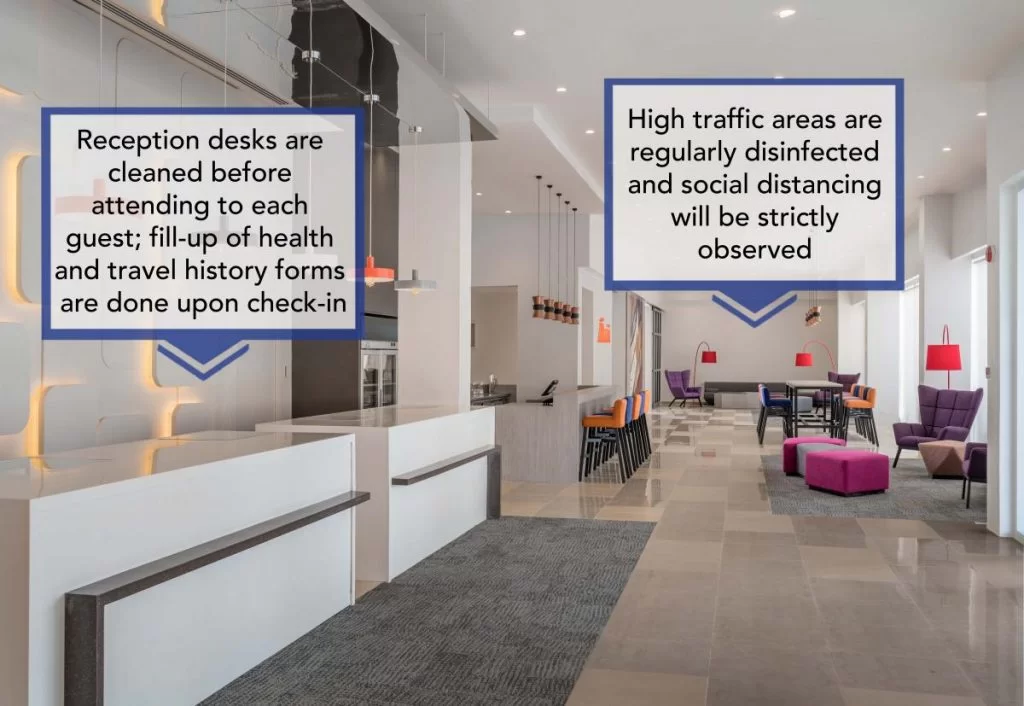 Reception desks are
cleaned before
attending to each
guest; fill-up of health
and travel history forms
are done upon check-in
High traffic areas are
regularly disinfected
and social distancing
will be strictly
observed